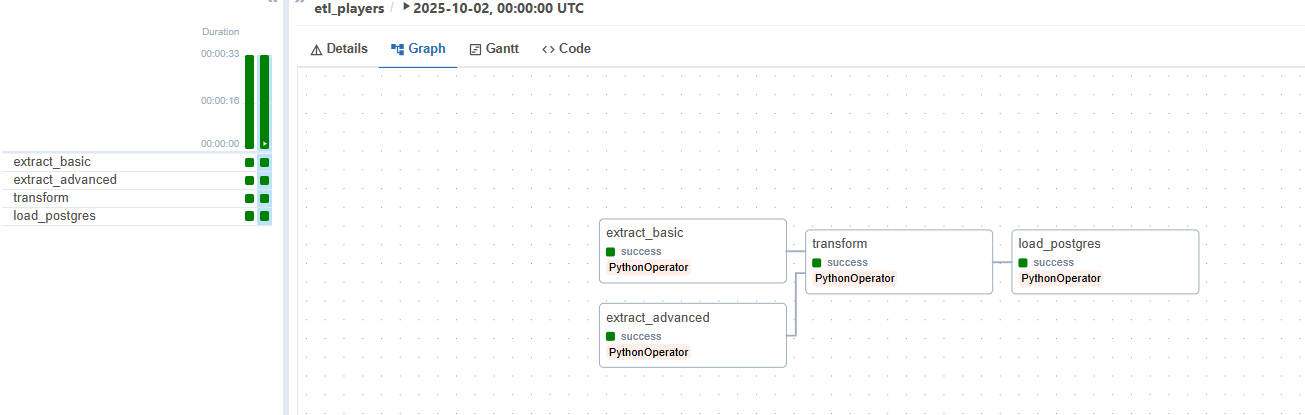 etl_players / 2025-10-02, 00:00:00 UTC
Details Graph Gantt <> Code
Duration
00:00:33
00:00:16
00:00:00
extract_basic
extract_advanced
transform
load_postgres
extract_basic
success
PythonOperator
extract_advanced
success
PythonOperator
transform
success
PythonOperator
load_postgres
success
PythonOperator